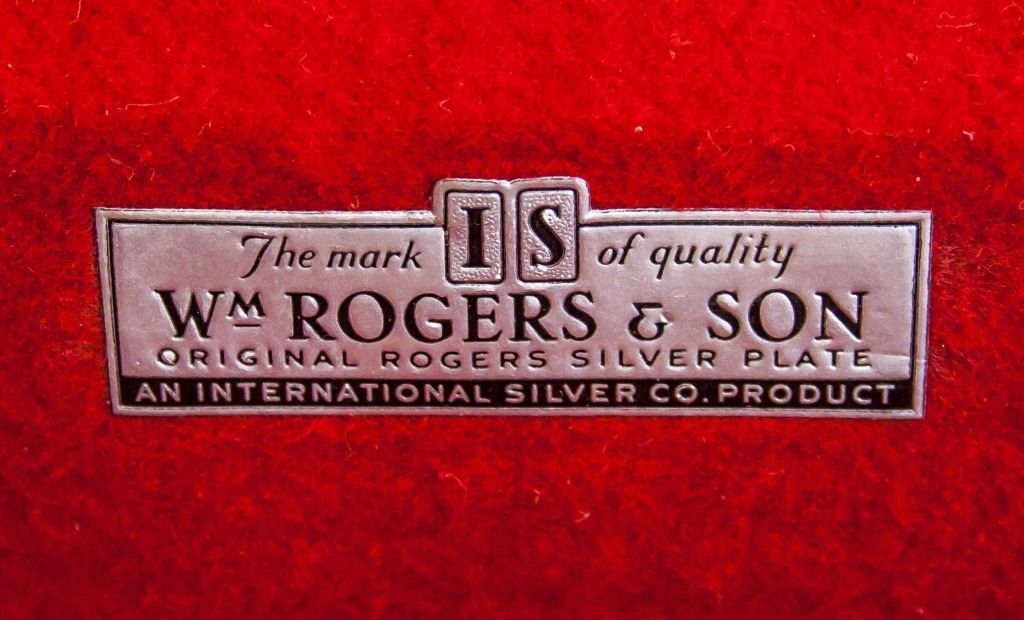 The mark IS of quality
WM ROGERS & SON
ORIGINAL ROGERS SILVER PLATE
AN INTERNATIONAL SILVER CO. PRODUCT